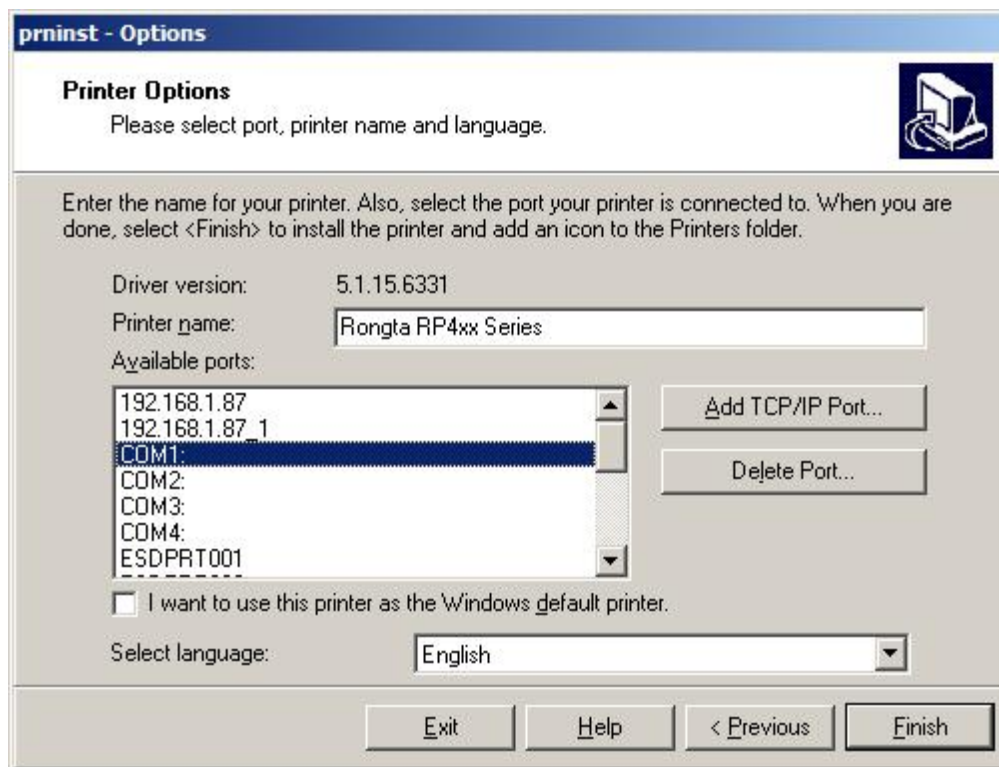 prninst - Options
Printer Options
Please select port, printer name and language.
Enter the name for your printer. Also, select the port your printer is connected to. When you are
done, select <Finish> to install the printer and add an icon to the Printers folder.
Driver version: 5.1.15.6331
Printer name: Rongta RP4xx Series
Available ports:
192.168.1.87
192.168.1.87_1
COM1:
COM2:
COM3:
COM4:
ESDPRT001
Add TCP/IP Port...
Delete Port...
I want to use this printer as the Windows default printer.
Select language: English
Exit Help < Previous Finish